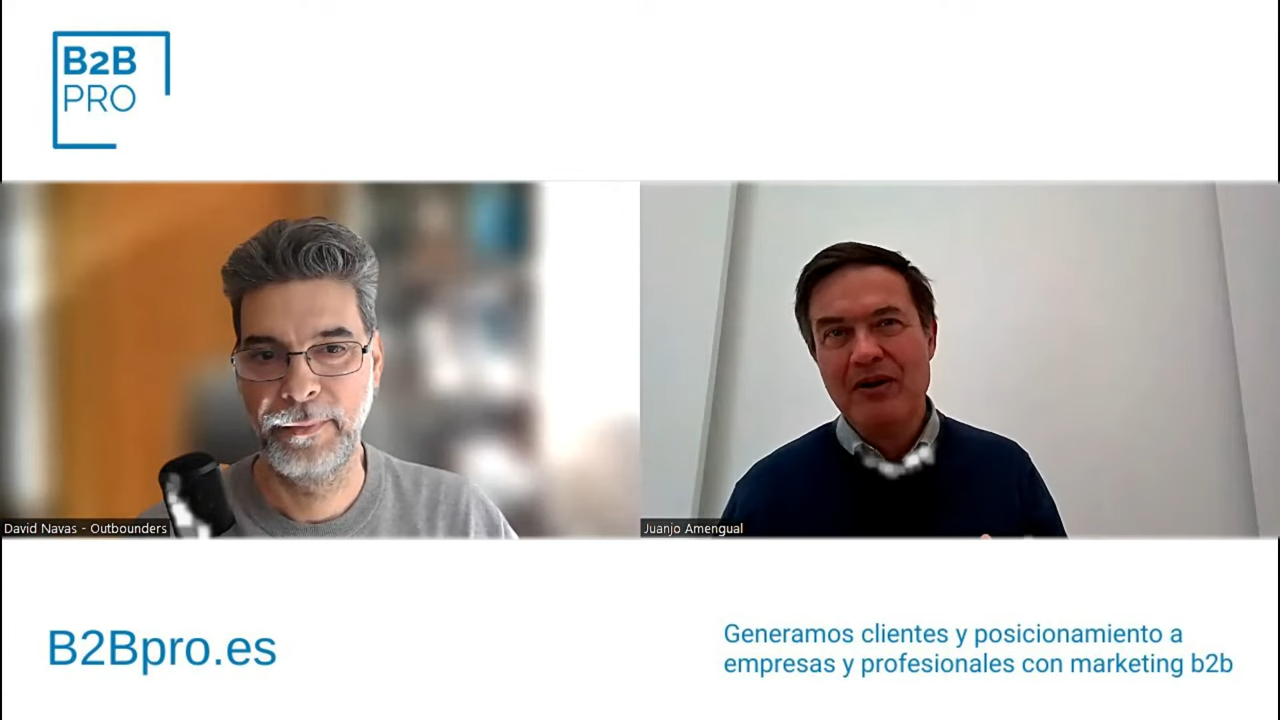 B2B
PRO
David Navas - Outbounders
Juanjo Amengual
B2Bpro.es
Generamos clientes y posicionamiento a
empresas y profesionales con marketing b2b